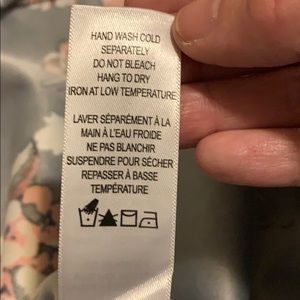 HAND WASH COLD
SEPARATELY
DO NOT BLEACH
HANG TO DRY
IRON AT LOW TEMPERATURE
LAVER SÉPARÉMENT À LA
MAIN À L'EAU FROIDE
NE PAS BLANCHIR
SUSPENDRE POUR SÉCHER
REPASSER À BASSE
TEMPÉRATURE